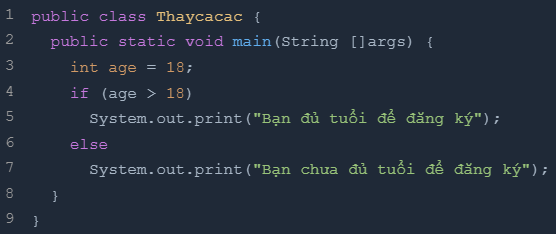 1 public class Thaycacac {
2   public static void main(String []args) {
3     int age = 18;
4     if (age > 18)
5       System.out.print("Bạn đủ tuổi để đăng ký");
6     else
7       System.out.print("Bạn chưa đủ tuổi để đăng ký");
8   }
9 }